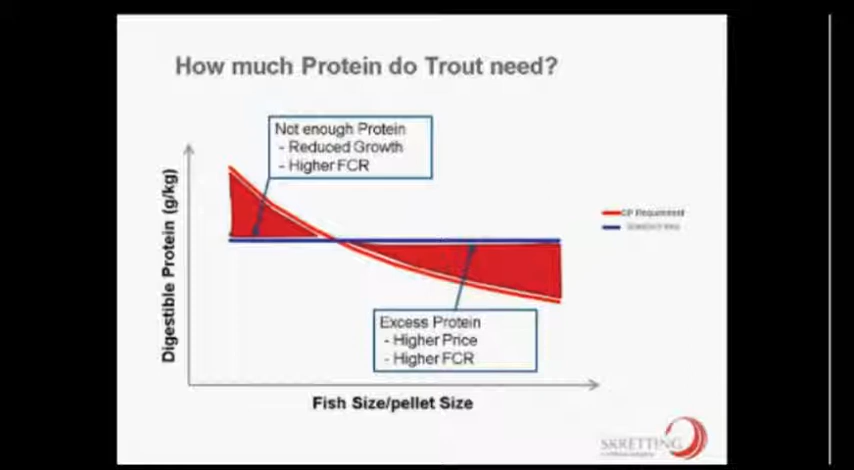 How much Protein do Trout need?
Not enough Protein
- Reduced Growth
- Higher FCR
Digestible Protein (g/kg)
DP Requirement
Excess Protein
- Higher Price
- Higher FCR
Fish Size/pellet Size
SKRETTING